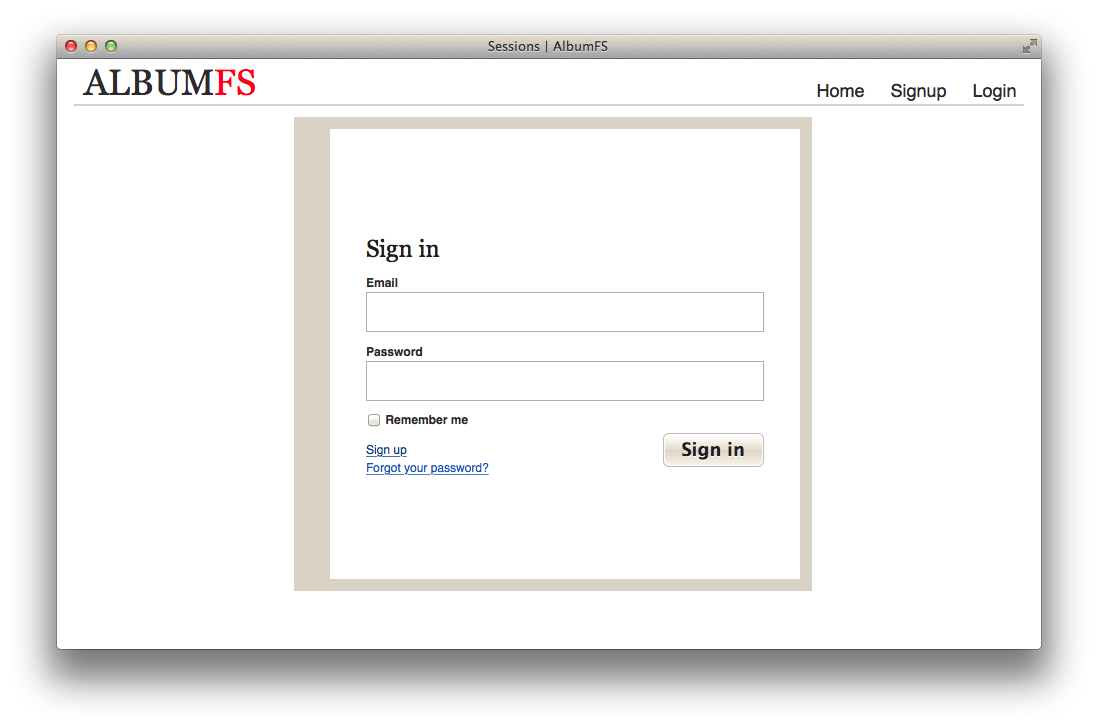 Sessions | AlbumFS
ALBUMFS
Home Signup Login
Sign in
Email
Password
Remember me
Sign up
Sign in
Forgot your password?